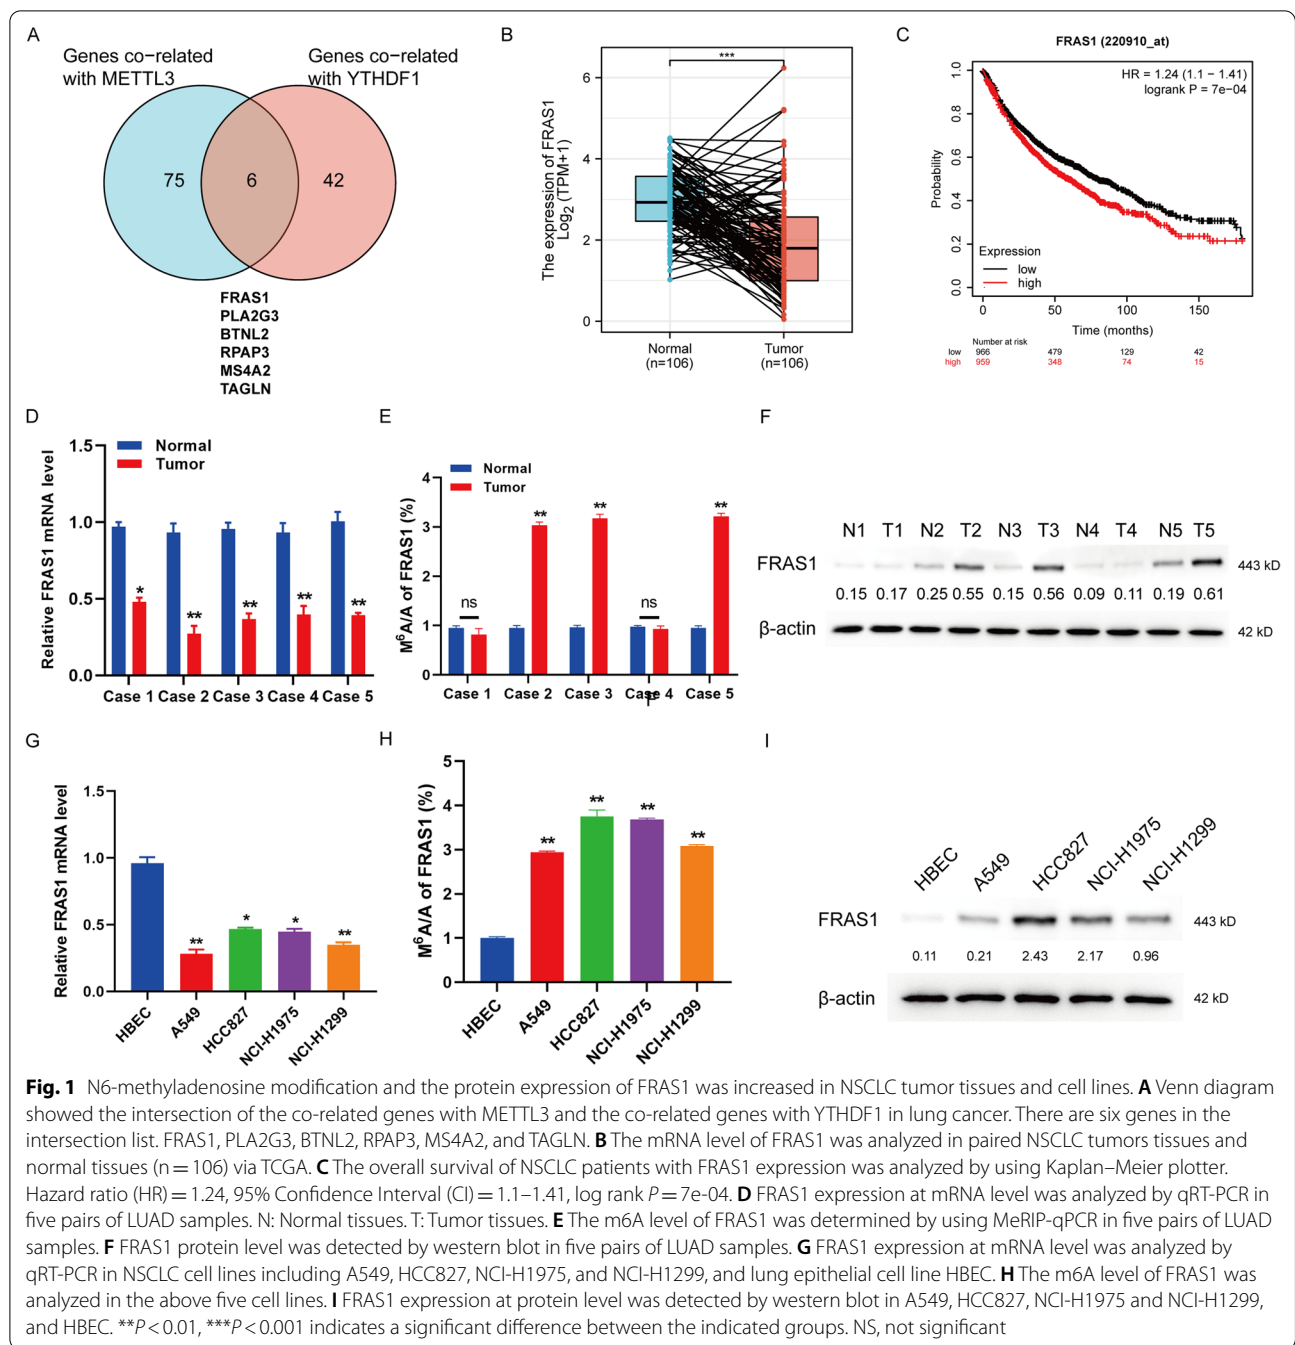 A
Genes co-related
with METTL3
Genes co-related
with YTHDF1
75
6
42
FRAS1
PLA2G3
BTNL2
RPAP3
MS4A2
TAGLN
B
The expression of FRAS1
Log2 (TPM+1)
6
4
2
0
***
Normal
(n=106)
Tumor
(n=106)
C
FRAS1 (220910_at)
HR = 1.24 (1.1 − 1.41)
logrank P = 7e−04
Probability
1.0
0.8
0.6
0.4
0.2
0.0
Expression
low
high
0 50 100 150
Time (months)
Number at risk
low 966 479 129 42
high 959 348 74 15
D
Relative FRAS1 mRNA level
1.5
1.0
0.5
0.0
Normal
Tumor
* ** ** ** **
Case 1 Case 2 Case 3 Case 4 Case 5
E
M6A/A of FRAS1 (%)
4
3
2
1
0
Normal
Tumor
ns ** ** ns **
Case 1 Case 2 Case 3 Case 4 Case 5
F
F
N1 T1 N2 T2 N3 T3 N4 T4 N5 T5
FRAS1 443 kD
0.15 0.17 0.25 0.55 0.15 0.56 0.09 0.11 0.19 0.61
β-actin 42 kD
G
Relative FRAS1 mRNA level
1.5
1.0
0.5
0.0
** * * **
HBEC A549 HCC827 NCI-H1975 NCI-H1299
H
M6A/A of FRAS1 (%)
5
4
3
2
1
0
** ** ** **
HBEC A549 HCC827 NCI-H1975 NCI-H1299
I
HBEC A549 HCC827 NCI-H1975 NCI-H1299
FRAS1 443 kD
0.11 0.21 2.43 2.17 0.96
β-actin 42 kD
Fig. 1 N6-methyladenosine modification and the protein expression of FRAS1 was increased in NSCLC tumor tissues and cell lines. A Venn diagram
showed the intersection of the co-related genes with METTL3 and the co-related genes with YTHDF1 in lung cancer. There are six genes in the
intersection list. FRAS1, PLA2G3, BTNL2, RPAP3, MS4A2, and TAGLN. B The mRNA level of FRAS1 was analyzed in paired NSCLC tumors tissues and
normal tissues (n = 106) via TCGA. C The overall survival of NSCLC patients with FRAS1 expression was analyzed by using Kaplan–Meier plotter.
Hazard ratio (HR) = 1.24, 95% Confidence Interval (CI) = 1.1–1.41, log rank P = 7e-04. D FRAS1 expression at mRNA level was analyzed by qRT-PCR in
five pairs of LUAD samples. N: Normal tissues. T: Tumor tissues. E The m6A level of FRAS1 was determined by using MeRIP-qPCR in five pairs of LUAD
samples. F FRAS1 protein level was detected by western blot in five pairs of LUAD samples. G FRAS1 expression at mRNA level was analyzed by
qRT-PCR in NSCLC cell lines including A549, HCC827, NCI-H1975, and NCI-H1299, and lung epithelial cell line HBEC. H The m6A level of FRAS1 was
analyzed in the above five cell lines. I FRAS1 expression at protein level was detected by western blot in A549, HCC827, NCI-H1975 and NCI-H1299,
and HBEC. **P < 0.01, ***P < 0.001 indicates a significant difference between the indicated groups. NS, not significant